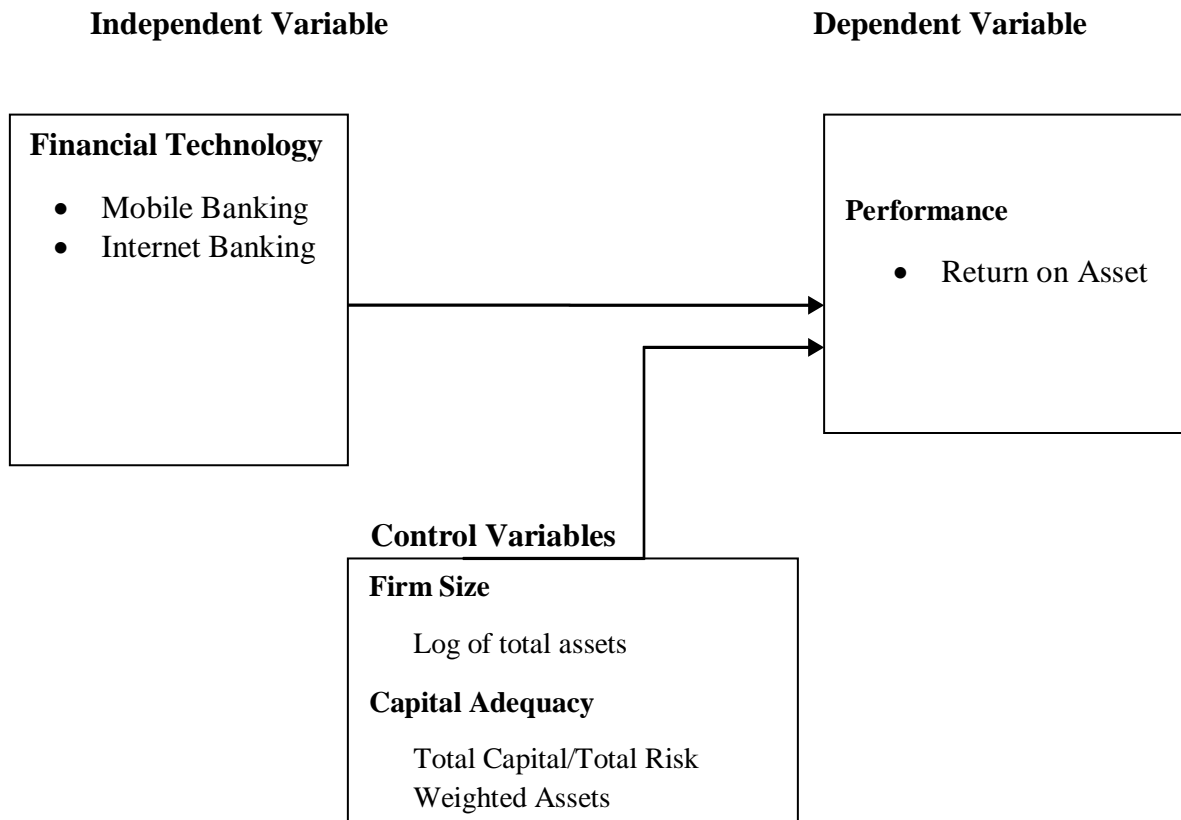 Independent Variable
Dependent Variable
Financial Technology
• Mobile Banking
• Internet Banking
Performance
• Return on Asset
Control Variables
Firm Size
Log of total assets
Capital Adequacy
Total Capital/Total Risk
Weighted Assets